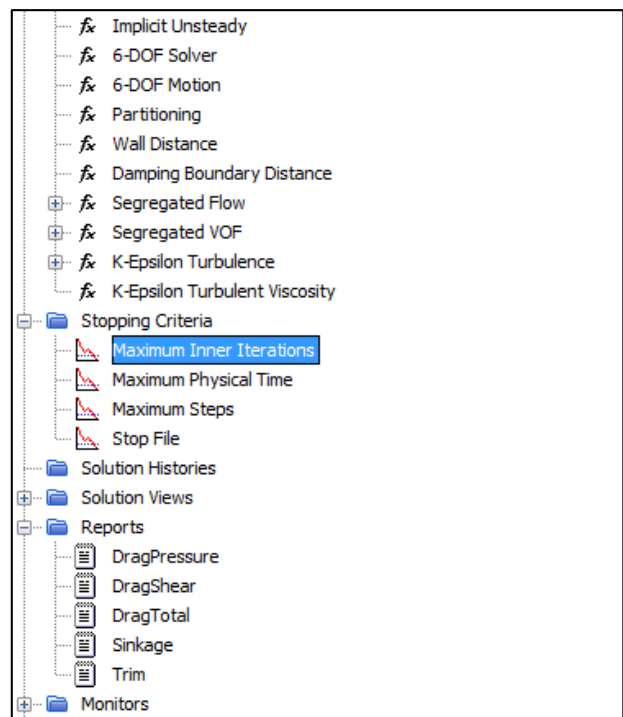 Implicit Unsteady
6-DOF Solver
6-DOF Motion
Partitioning
Wall Distance
Damping Boundary Distance
Segregated Flow
Segregated VOF
K-Epsilon Turbulence
K-Epsilon Turbulent Viscosity
Stopping Criteria
Maximum Inner Iterations
Maximum Physical Time
Maximum Steps
Stop File
Solution Histories
Solution Views
Reports
DragPressure
DragShear
DragTotal
Sinkage
Trim
Monitors